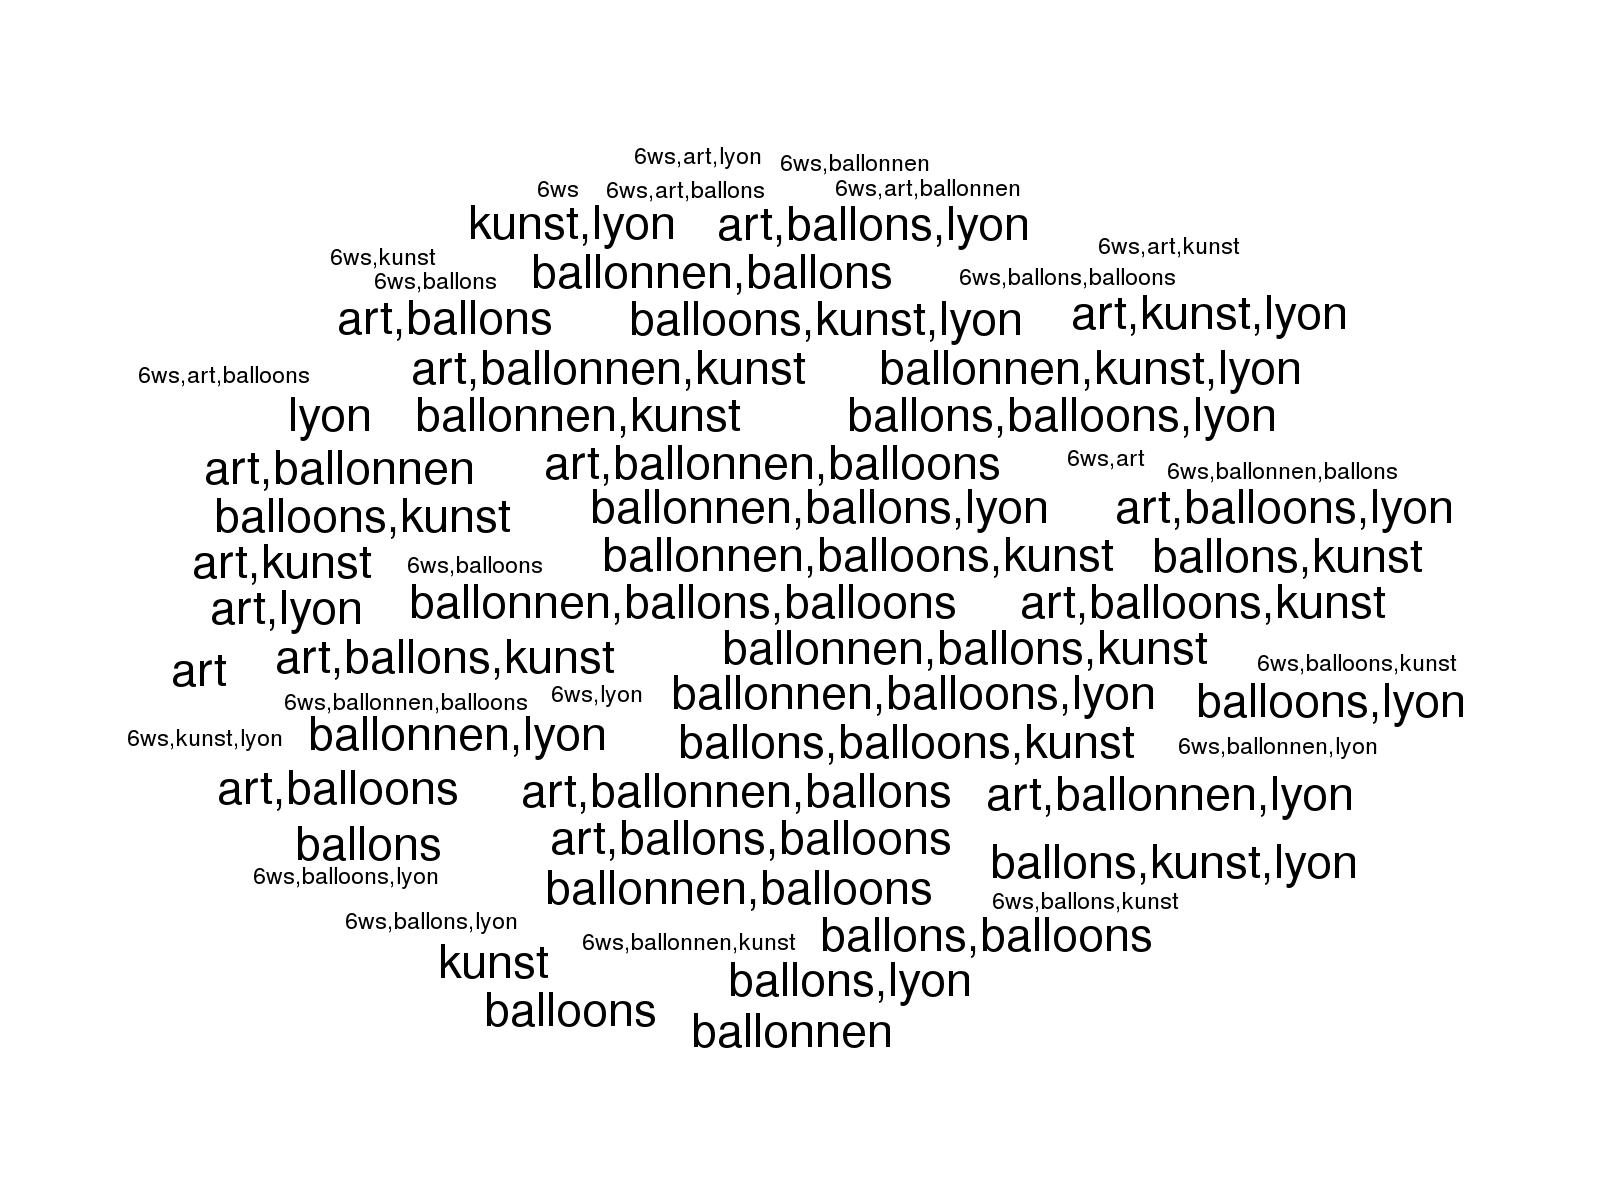 6ws,art,lyon 6ws,ballonnen
6ws 6ws,art,ballons 6ws,art,ballonnen
kunst,lyon art,ballons,lyon
6ws,art,kunst
6ws,kunst
ballonnen,ballons
6ws,ballons 6ws,ballons,balloons
art,ballons balloons,kunst,lyon art,kunst,lyon
6ws,art,balloons art,ballonnen,kunst ballonnen,kunst,lyon
lyon ballonnen,kunst ballons,balloons,lyon
art,ballonnen art,ballonnen,balloons 6ws,art 6ws,ballonnen,ballons
balloons,kunst ballonnen,ballons,lyon art,balloons,lyon
art,kunst 6ws,balloons ballonnen,balloons,kunst ballons,kunst
art,lyon ballonnen,ballons,balloons art,balloons,kunst
art art,ballons,kunst ballonnen,ballons,kunst 6ws,balloons,kunst
6ws,ballonnen,balloons 6ws,lyon ballonnen,balloons,lyon balloons,lyon
6ws,kunst,lyon ballonnen,lyon ballons,balloons,kunst 6ws,ballonnen,lyon
art,balloons art,ballonnen,ballons art,ballonnen,lyon
ballons art,ballons,balloons ballons,kunst,lyon
6ws,balloons,lyon ballonnen,balloons 6ws,ballons,kunst
6ws,ballons,lyon 6ws,ballonnen,kunst ballons,balloons
kunst ballons,lyon
balloons ballonnen